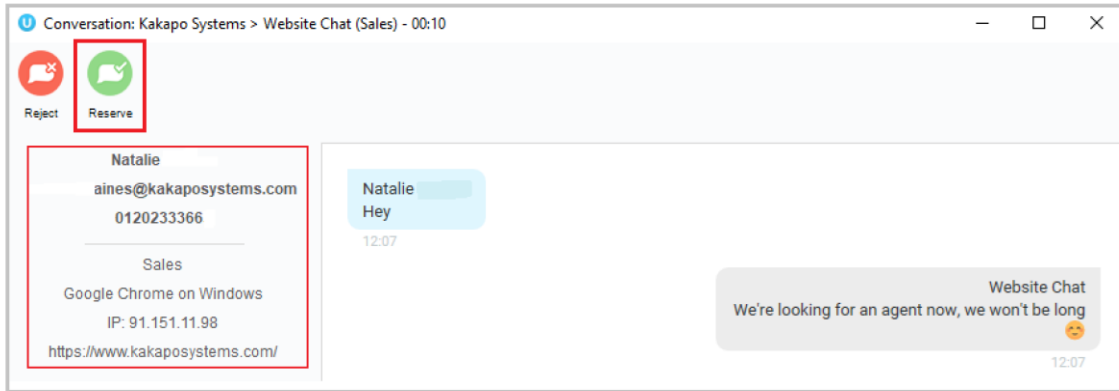 Conversation: Kakapo Systems > Website Chat (Sales) - 00:10
Reject
Reserve
Natalie
aines@kakaposystems.com
0120233366
Sales
Google Chrome on Windows
IP: 91.151.11.98
https://www.kakaposystems.com/
Natalie
Hey
12:07
Website Chat
We're looking for an agent now, we won't be long
😊
12:07